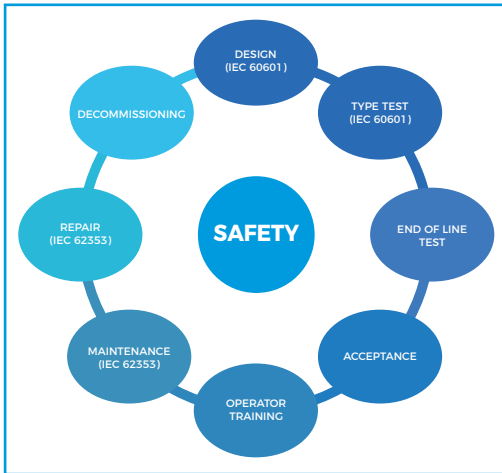 DESIGN
(IEC 60601)
TYPE TEST
(IEC 60601)
END OF LINE
TEST
ACCEPTANCE
OPERATOR
TRAINING
MAINTENANCE
(IEC 62353)
REPAIR
(IEC 62353)
DECOMMISSIONING
SAFETY